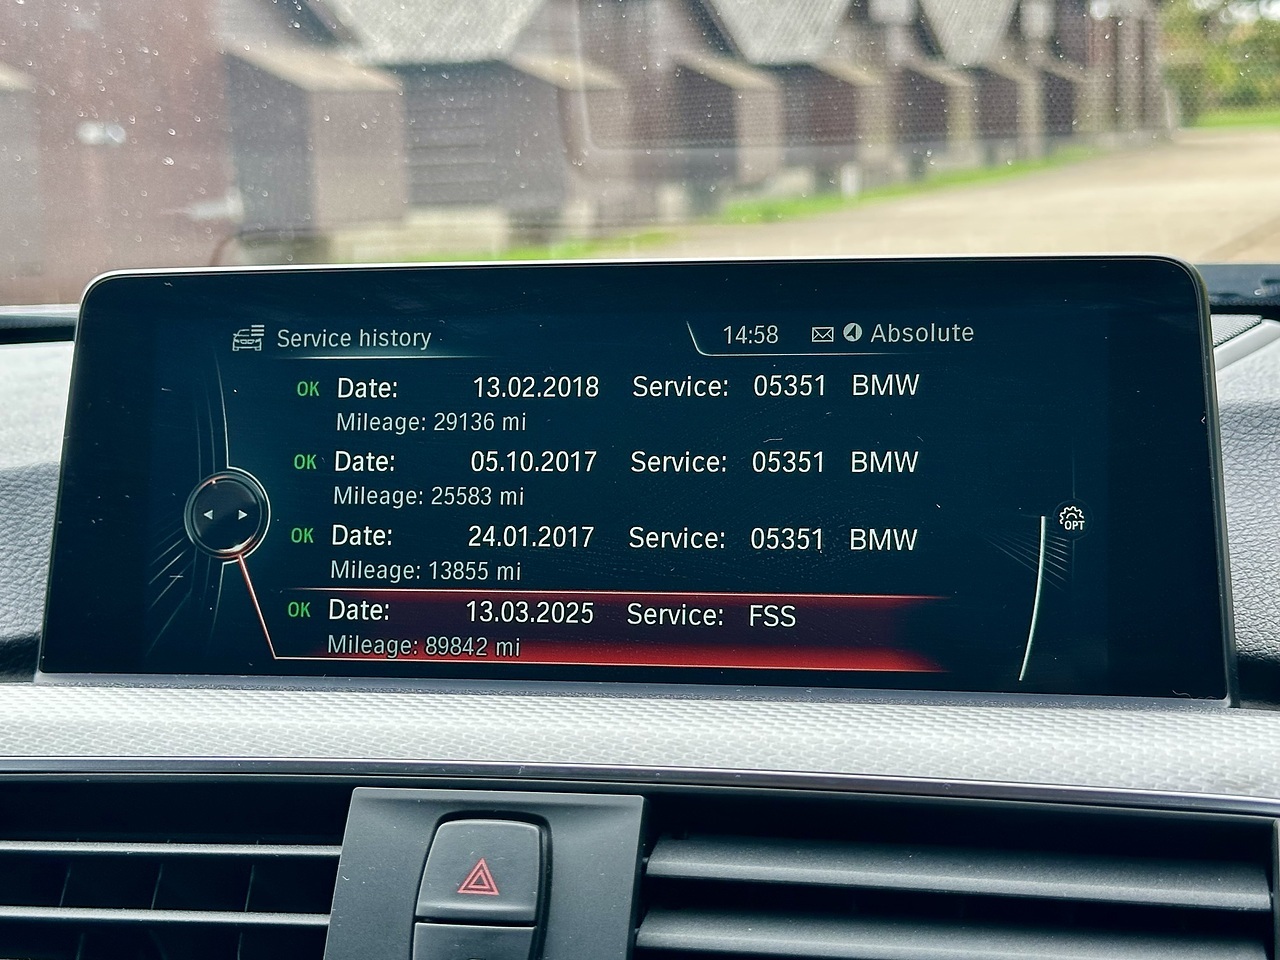 Service history 14:58 Absolute
OK Date: 13.02.2018 Service: 05351 BMW
Mileage: 29136 mi
OK Date: 05.10.2017 Service: 05351 BMW
Mileage: 25583 mi
OK Date: 24.01.2017 Service: 05351 BMW
Mileage: 13855 mi
OPT
OK Date: 13.03.2025 Service: FSS
Mileage: 89842 mi